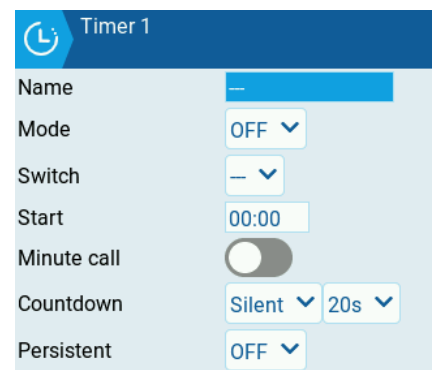 Timer 1
Name ---
Mode OFF
Switch ---
Start 00:00
Minute call
Countdown Silent 20s
Persistent OFF